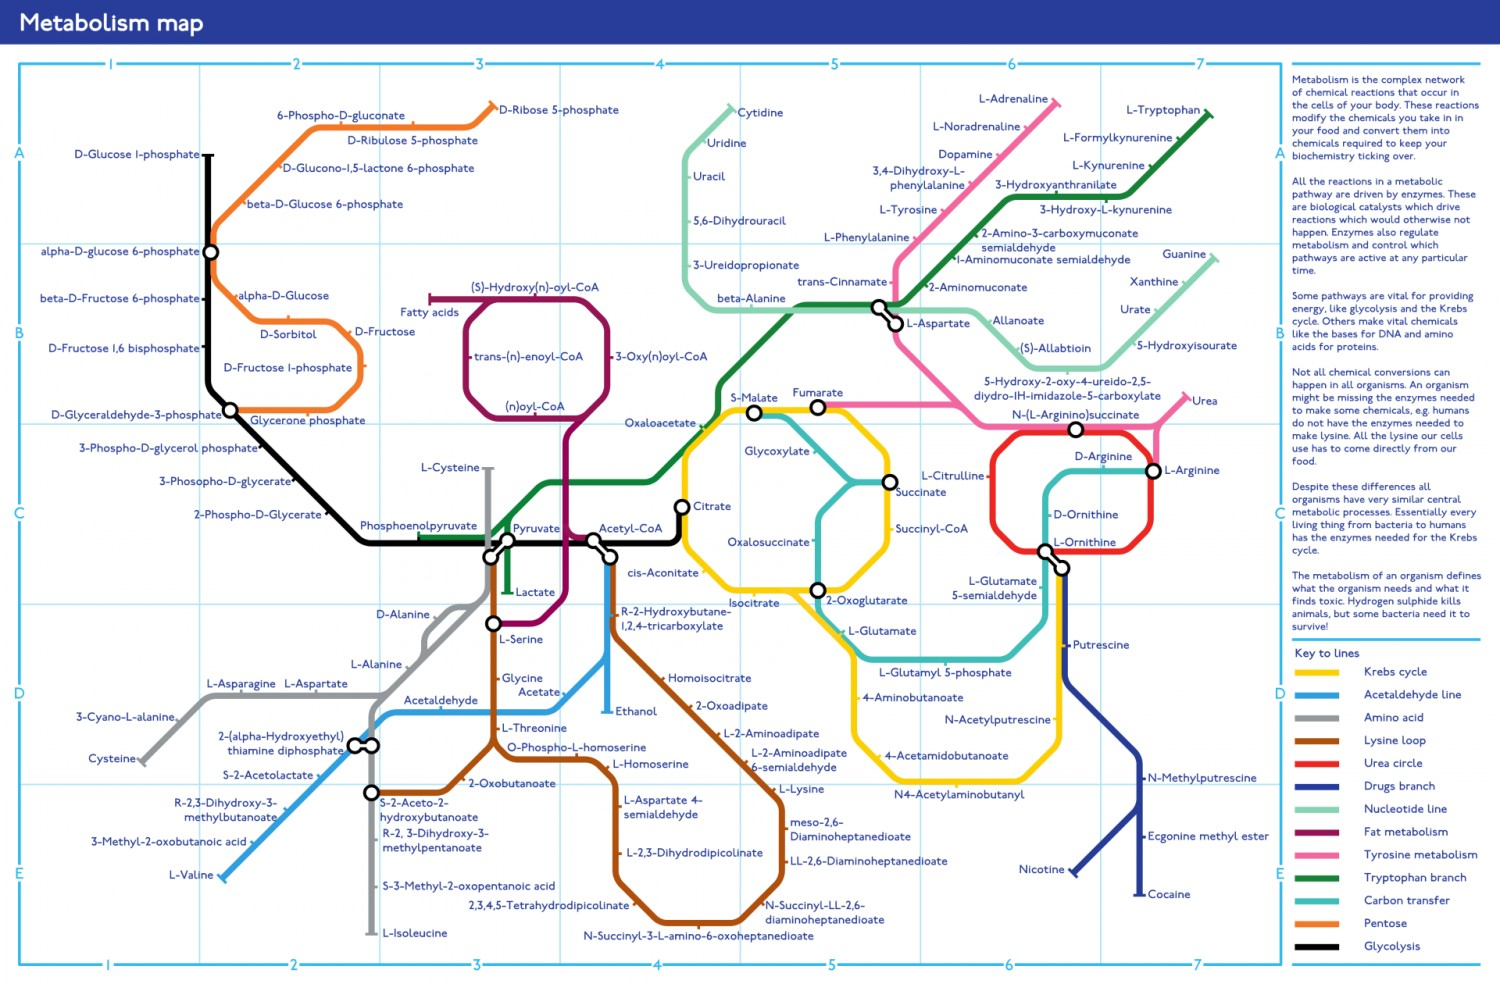 Metabolism map
1 2 3 4 5 6 7
A
B
C
D
E
A
B
C
D
E
1 2 3 4 5 6 7
D-Glucose 1-phosphate
6-Phospho-D-gluconate
D-Ribose 5-phosphate
D-Ribulose 5-phosphate
D-Glucono-1,5-lactone 6-phosphate
beta-D-Glucose 6-phosphate
alpha-D-glucose 6-phosphate
alpha-D-Glucose
beta-D-Fructose 6-phosphate
D-Sorbitol
D-Fructose
D-Fructose 1,6 bisphosphate
D-Fructose 1-phosphate
D-Glyceraldehyde-3-phosphate
Glycerone phosphate
3-Phospho-D-glycerol phosphate
3-Phosopho-D-glycerate
2-Phospho-D-Glycerate
Phosphoenolpyruvate
(S)-Hydroxy(n)-oyl-CoA
Fatty acids
trans-(n)-enoyl-CoA
3-Oxy(n)oyl-CoA
(n)oyl-CoA
L-Cysteine
Pyruvate
Acetyl-CoA
Lactate
Cytidine
Uridine
Uracil
5,6-Dihydrouracil
3-Ureidopropionate
beta-Alanine
L-Adrenaline
L-Noradrenaline
Dopamine
3,4-Dihydroxy-L-
phenylalanine
L-Tyrosine
L-Phenylalanine
trans-Cinnamate
L-Aspartate
L-Tryptophan
L-Formylkynurenine
L-Kynurenine
3-Hydroxyanthranilate
3-Hydroxy-L-kynurenine
2-Amino-3-carboxymuconate
semialdehyde
1-Aminomuconate semialdehyde
2-Aminomuconate
Guanine
Xanthine
Urate
5-Hydroxyisourate
Allanoate
(S)-Allabtioin
5-Hydroxy-2-oxy-4-ureido-2,5-
diydro-1H-imidazole-5-carboxylate
Oxaloacetate
S-Malate
Fumarate
Glycoxylate
Succinate
Succinyl-CoA
Citrate
Oxalosuccinate
cis-Aconitate
Isocitrate
2-Oxoglutarate
N-(L-Arginino)succinate
Urea
D-Arginine
L-Arginine
L-Citrulline
D-Ornithine
L-Ornithine
L-Glutamate
5-semialdehyde
L-Glutamate
L-Glutamyl 5-phosphate
Putrescine
4-Aminobutanoate
N-Acetylputrescine
4-Acetamidobutanoate
N4-Acetylaminobutanyl
N-Methylputrescine
Ecgonine methyl ester
Nicotine
Cocaine
D-Alanine
L-Alanine
L-Asparagine
L-Aspartate
3-Cyano-L-alanine
Cysteine
2-(alpha-Hydroxyethyl)
thiamine diphosphate
S-2-Acetolactate
R-2,3-Dihydroxy-3-
methylbutanoate
3-Methyl-2-oxobutanoic acid
L-Valine
L-Serine
Glycine
Acetate
Acetaldehyde
Ethanol
L-Threonine
O-Phospho-L-homoserine
L-Homoserine
2-Oxobutanoate
S-2-Aceto-2-
hydroxybutanoate
R-2, 3-Dihydroxy-3-
methylpentanoate
S-3-Methyl-2-oxopentanoic acid
L-Isoleucine
R-2-Hydroxybutane-
1,2,4-tricarboxylate
Homoisocitrate
2-Oxoadipate
L-2-Aminoadipate
L-2-Aminoadipate
6-semialdehyde
L-Lysine
L-Aspartate 4-
semialdehyde
meso-2,6-
Diaminoheptanedioate
L-2,3-Dihydrodipicolinate
LL-2,6-Diaminoheptanedioate
2,3,4,5-Tetrahydrodipicolinate
N-Succinyl-LL-2,6-
diaminoheptanedioate
N-Succinyl-3-L-amino-6-oxoheptanedioate
Metabolism is the complex network
of chemical reactions that occur in
the cells of your body. These reactions
modify the chemicals you take in in
your food and convert them into
chemicals required to keep your
biochemistry ticking over.
All the reactions in a metabolic
pathway are driven by enzymes. These
are biological catalysts which drive
reactions which would otherwise not
happen. Enzymes also regulate
metabolism and control which
pathways are active at any particular
time.
Some pathways are vital for providing
energy, like glycolysis and the Krebs
cycle. Others make vital chemicals
like the bases for DNA and amino
acids for proteins.
Not all chemical conversions can
happen in all organisms. An organism
might be missing the enzymes needed
to make some chemicals, e.g. humans
do not have the enzymes needed to
make lysine. All the lysine our cells
use has to come directly from our
food.
Despite these differences all
organisms have very similar central
metabolic processes. Essentially every
living thing from bacteria to humans
has the enzymes needed for the Krebs
cycle.
The metabolism of an organism defines
what the organism needs and what it
finds toxic. Hydrogen sulphide kills
animals, but some bacteria need it to
survive!
Key to lines
Krebs cycle
Acetaldehyde line
Amino acid
Lysine loop
Urea circle
Drugs branch
Nucleotide line
Fat metabolism
Tyrosine metabolism
Tryptophan branch
Carbon transfer
Pentose
Glycolysis